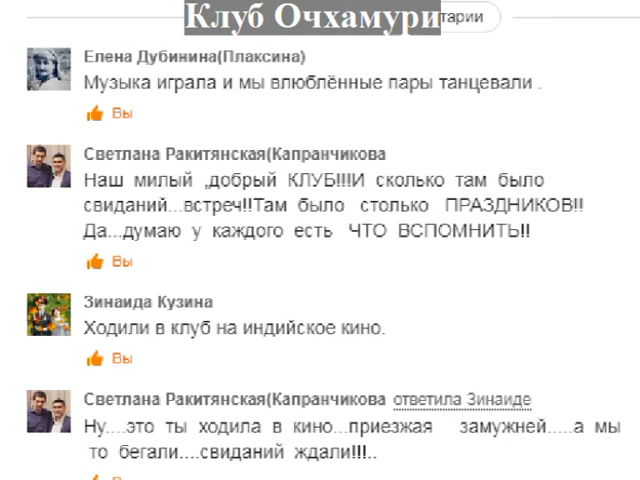 Клуб Очхамури
Елена Дубинина(Плаксина)
Музыка играла и мы влюблённые пары танцевали .
Вы
Светлана Ракитянская(Капранчикова
Наш милый ,добрый КЛУБ!!!И сколько там было
свиданий...встреч!!Там было столько ПРАЗДНИКОВ!!
Да...думаю у каждого есть ЧТО ВСПОМНИТЬ!!
Вы
Зинаида Кузина
Ходили в клуб на индийское кино.
Вы
Светлана Ракитянская(Капранчикова ответила Зинаиде
Ну....это ты ходила в кино...приезжая замужней.....а мы
то бегали....свиданий ждали!!!..